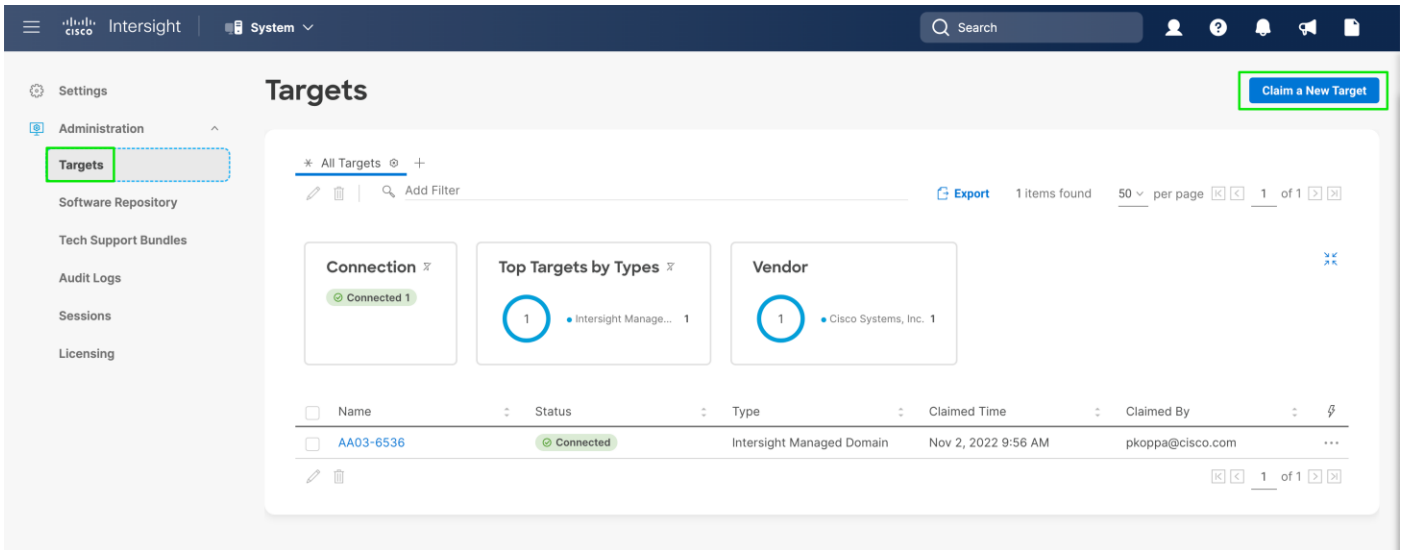 cisco Intersight System Search
Settings
Administration
Targets
Software Repository
Tech Support Bundles
Audit Logs
Sessions
Licensing
Targets
Claim a New Target
All Targets
Add Filter
Export 1 items found 50 per page 1 of 1
Connection
Connected 1
Top Targets by Types
1 Intersight Manage... 1
Vendor
1 Cisco Systems, Inc. 1
Name Status Type Claimed Time Claimed By
AA03-6536 Connected Intersight Managed Domain Nov 2, 2022 9:56 AM pkoppa@cisco.com ...
1 of 1